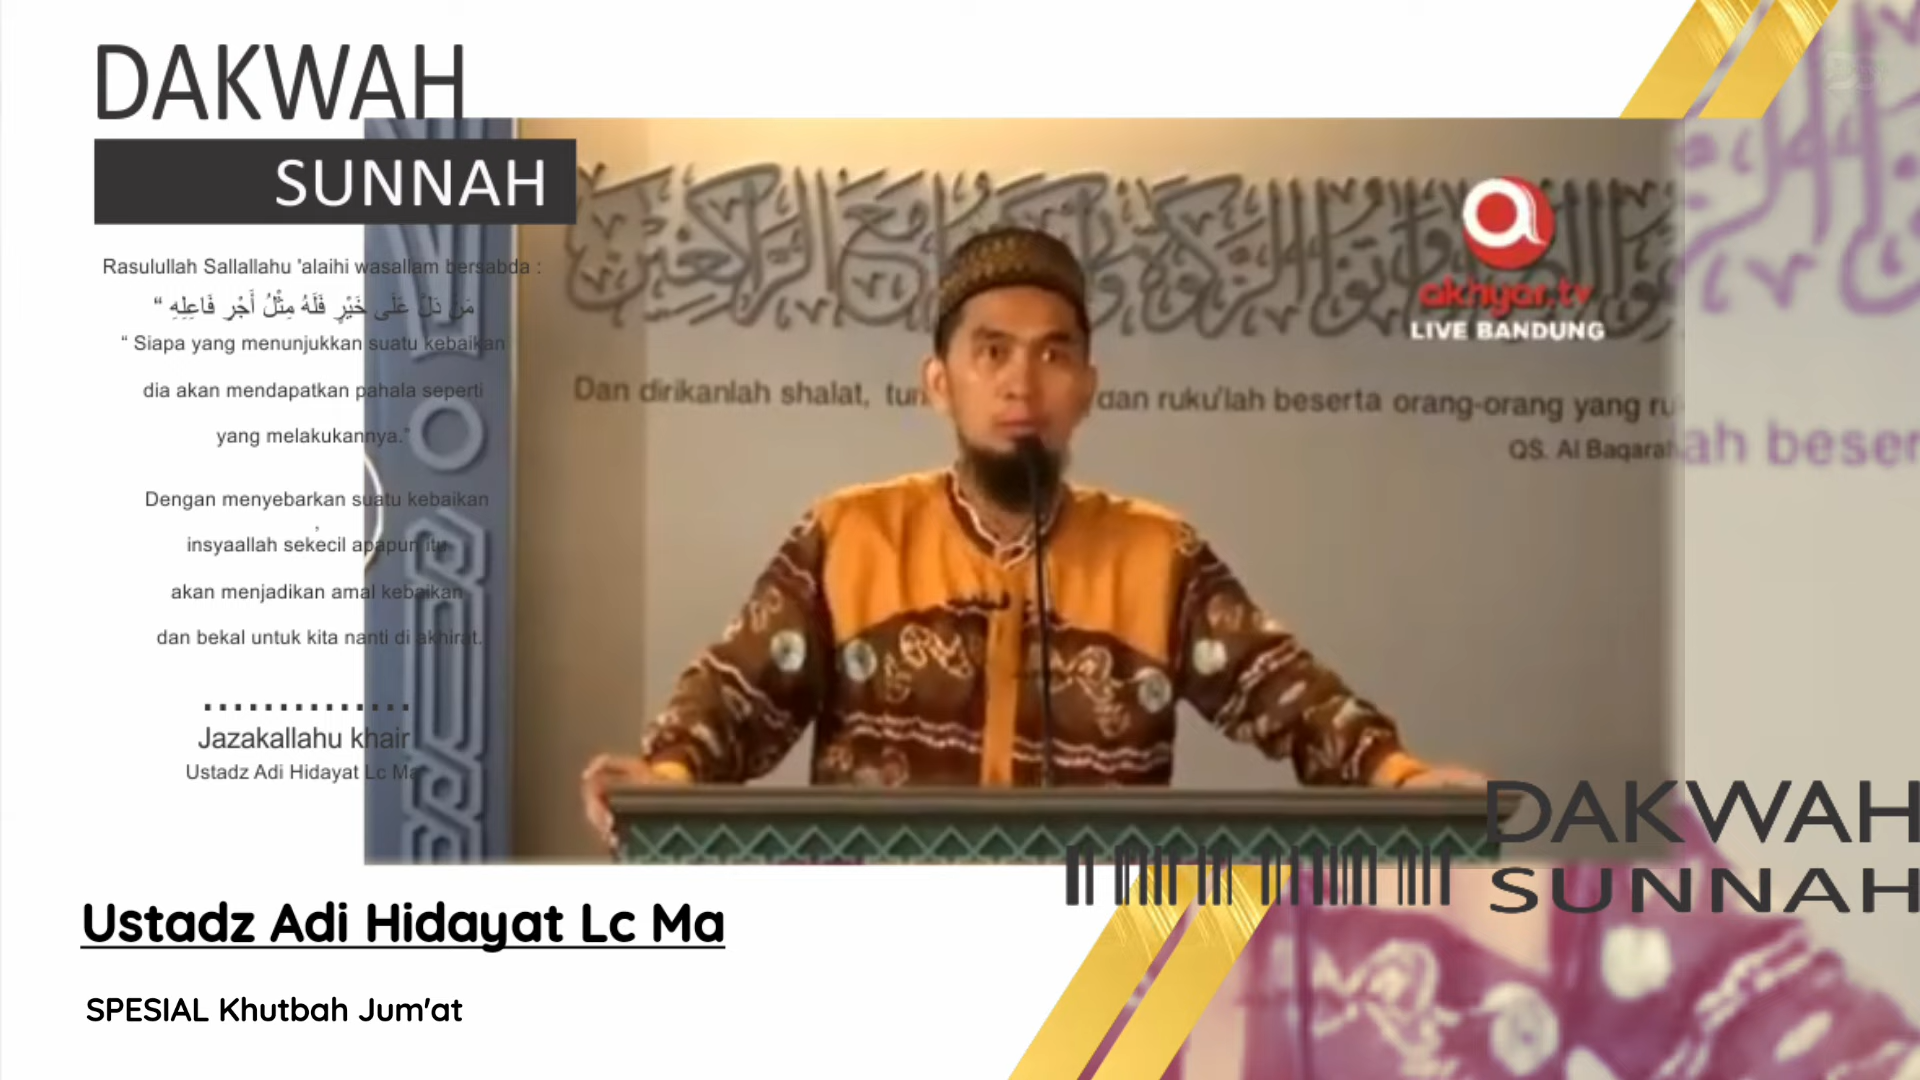 DAKWAH
SUNNAH
Rasulullah Sallallahu 'alaihi wasallam bersabda :
“ مَنْ دَلَّ عَلَى خَيْرٍ فَلَهُ مِثْلُ أَجْرِ فَاعِلِهِ
“ Siapa yang menunjukkan suatu kebaikan
dia akan mendapatkan pahala seperti
yang melakukannya.”
Dengan menyebarkan suatu kebaikan
insyaallah sekecil apapun itu
akan menjadikan amal kebaikan
dan bekal untuk kita nanti di akhirat.
Jazakallahu khair
Ustadz Adi Hidayat Lc Ma
akhyar.tv
LIVE BANDUNG
Dan dirikanlah shalat, dan ruku'lah beserta orang-orang yang
QS. Al Baqarah
lah beser
DAKWAH
SUNNAH
Ustadz Adi Hidayat Lc Ma
SPESIAL Khutbah Jum'at